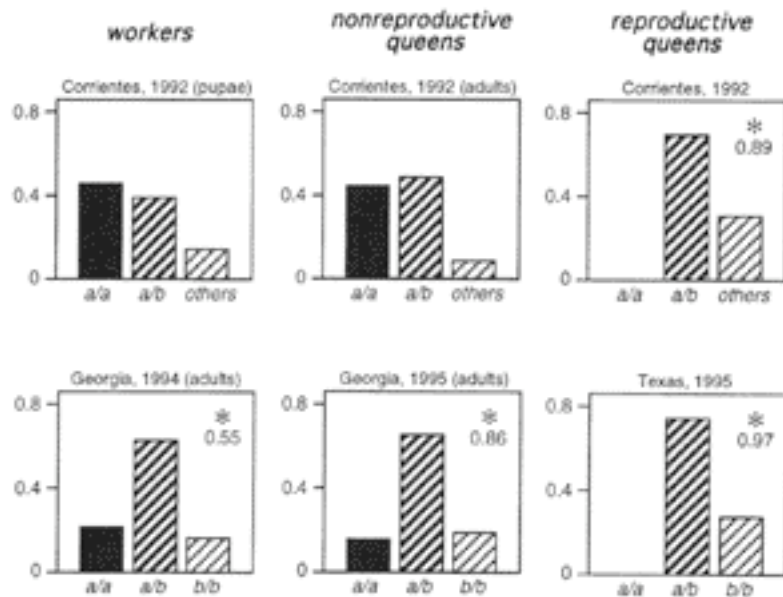 workers
nonreproductive
queens
reproductive
queens
Corrientes, 1992 (pupae)
0.8
0.4
0
a/a a/b others
Corrientes, 1992 (adults)
0.8
0.4
0
a/a a/b others
Corrientes, 1992
0.8
0.4
0
*
0.89
a/a a/b others
Georgia, 1994 (adults)
0.8
0.4
0
*
0.55
a/a a/b b/b
Georgia, 1995 (adults)
0.8
0.4
0
*
0.86
a/a a/b b/b
Texas, 1995
0.8
0.4
0
*
0.97
a/a a/b b/b